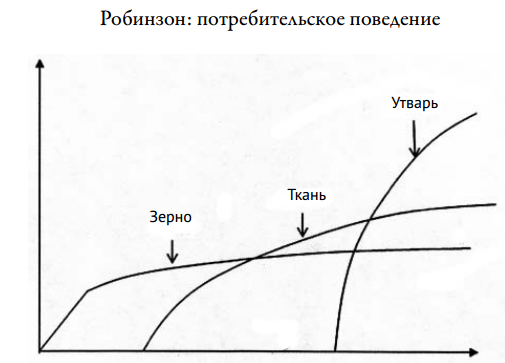 Робинзон: потребительское поведение
Утварь
Ткань
Зерно